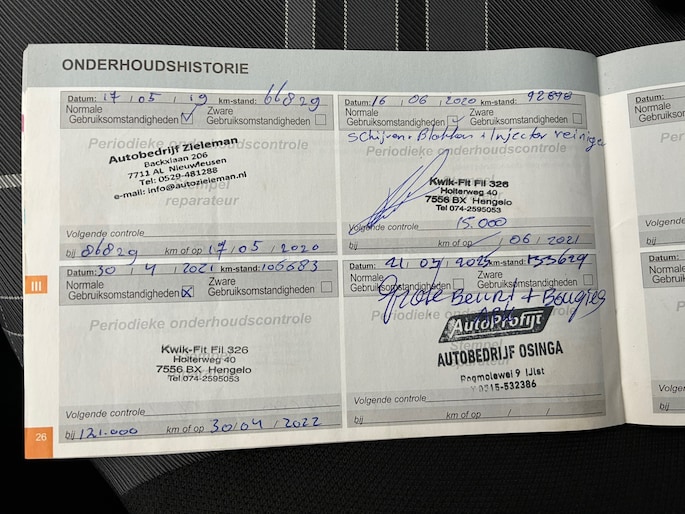 ONDERHOUDSHISTORIE
Datum: 17 / 05 / 19 km-stand: 66829
Normale Gebruiksomstandigheden
Zware Gebruiksomstandigheden
Periodieke onderhoudscontrole
Autobedrijf Zieleman
Backxlaan 206
7711 AL Nieuwleusen
Tel: 0529-481288
e-mail: info@autozieleman.nl
Stempel
reparateur
Volgende controle
bij 86829 km of op 17 / 05 / 2020
Datum: 16 / 06 / 2020 km-stand: 92898
Normale Gebruiksomstandigheden
Zware Gebruiksomstandigheden
Schijven + Blokken + Injector reinigen
Periodieke onderhoudscontrole
Kwik-Fit Fil 326
Holterweg 40
7556 BX Hengelo
Tel 074-2595053
Volgende controle 15.000
bij km of op / 06 / 2021
III
Datum: 30 / 4 / 2021 km-stand: 106683
Normale Gebruiksomstandigheden
Zware Gebruiksomstandigheden
Periodieke onderhoudscontrole
Kwik-Fit Fil 326
Holterweg 40
7556 BX Hengelo
Tel 074-2595053
Volgende controle
bij 121.000 km of op 30/04/2022
Datum: 21 07 2025 km-stand: 133629
Normale Gebruiksomstandigheden
Zware Gebruiksomstandigheden
Grote Beurt + Bougies
APK
AutoProfijt
Stempel
AUTOBEDRIJF OSINGA
Volgende controle
bij km of op / /
26